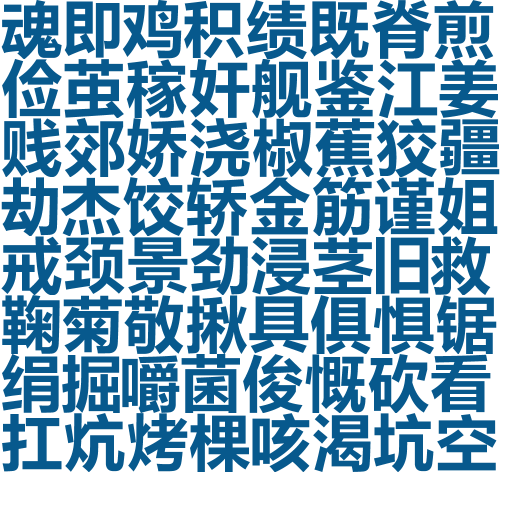 魂即鸡积绩既脊煎
俭茧稼奸舰鉴江姜
贱郊娇浇椒蕉狡疆
劫杰饺轿金筋谨姐
戒颈景劲浸茎旧救
鞠菊敬揪具俱惧锯
绢掘嚼菌俊慨砍看
扛炕烤棵咳渴坑空